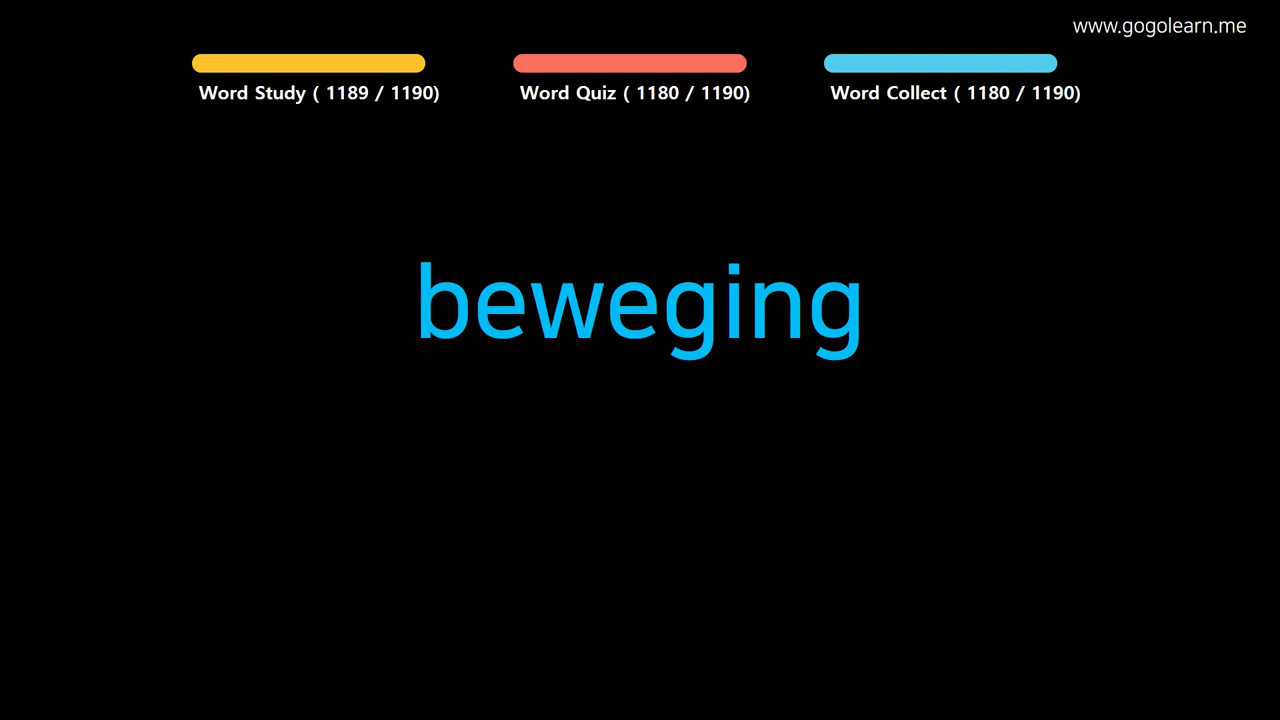 www.gogolearn.me
Word Study ( 1189 / 1190)
Word Quiz ( 1180 / 1190)
Word Collect ( 1180 / 1190)
beweging